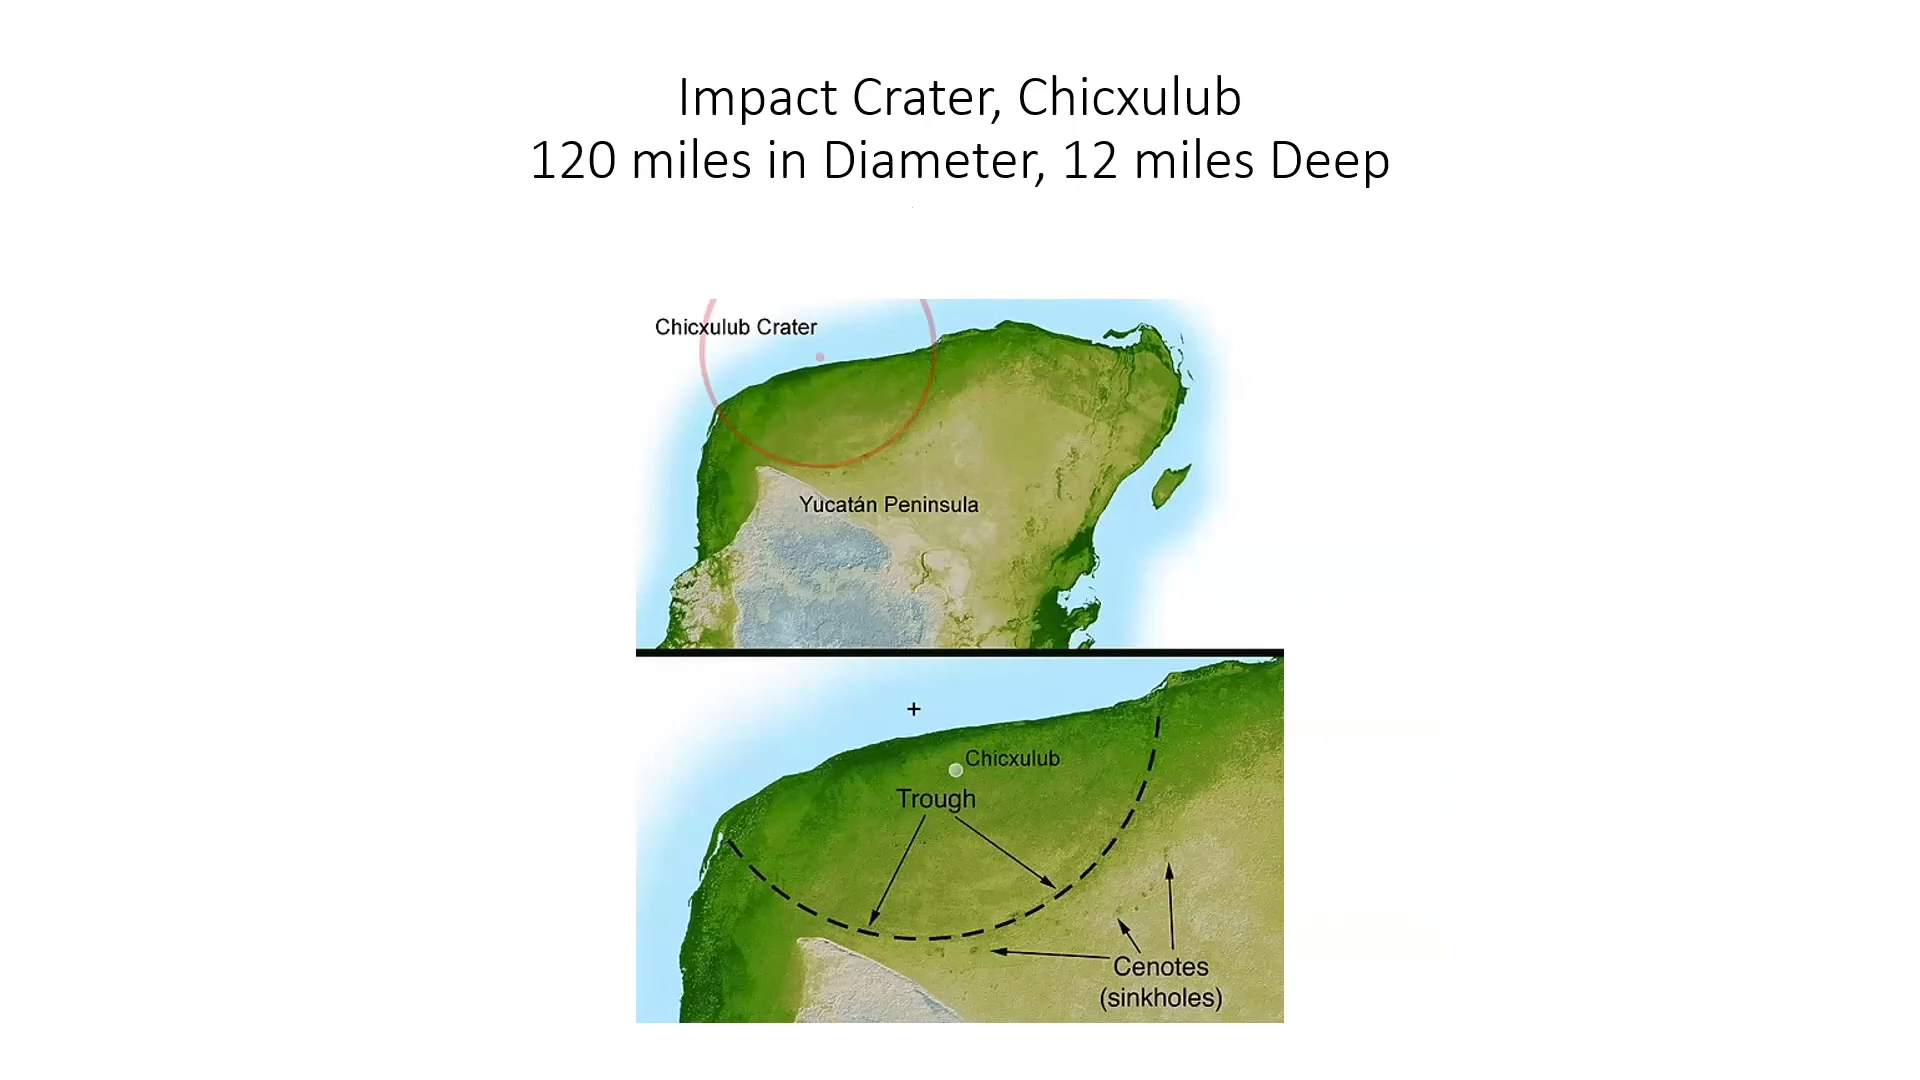 Impact Crater, Chicxulub
120 miles in Diameter, 12 miles Deep
Chicxulub Crater
Yucatán Peninsula
+
Chicxulub
Trough
Cenotes
(sinkholes)